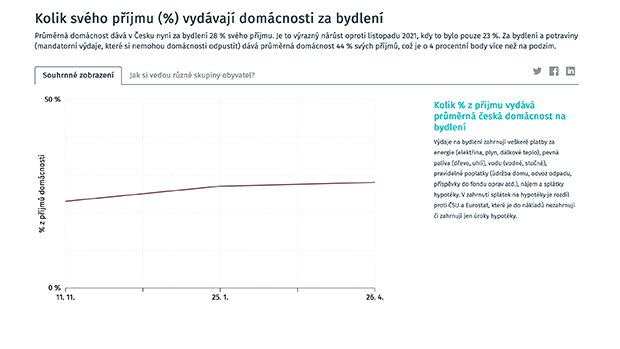 Kolik svého příjmu (%) vydávají domácnosti za bydlení
Průměrná domácnost dává v Česku nyní za bydlení 28 % svého příjmu. Je to výrazný nárůst oproti listopadu 2021, kdy to bylo pouze 23 %. Za bydlení a potraviny
(mandatorní výdaje, které si nemohou domácnosti odpustit) dává průměrná domácnost 44 % svých příjmů, což je o 4 procentní body více než na podzim.
Souhrnné zobrazení
Jak si vedou různé skupiny obyvatel?
50 %
% z příjmů domácností
0 %
11. 11.
25. 1.
26. 4.
Kolik % z příjmu vydává
průměrná česká domácnost na
bydlení
Výdaje na bydlení zahrnují veškeré platby za
energie (elektřina, plyn, dálkové teplo), pevná
paliva (dřevo, uhlí), vodu (vodné, stočné),
pravidelné poplatky (údržba domu, odvoz odpadu,
příspěvky do fondu oprav atd.), nájem a splátky
hypotéky. V zahrnutí splátek na hypotéky je rozdíl
proti ČSU a Eurostat, které je do nákladů nezahrnují
či zahrnují jen úroky hypotéky.